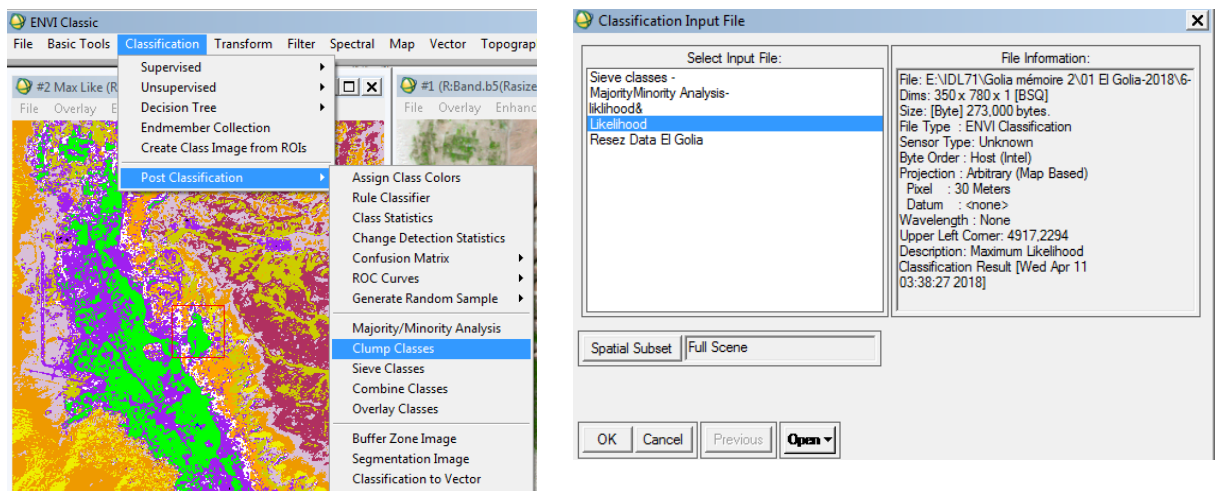 ENVI Classic
File Basic Tools Classification Transform Filter Spectral Map Vector Topograp
Supervised
Unsupervised
Decision Tree
Endmember Collection
Create Class Image from ROIs
Post Classification
#2 Max Like (R
File Overlay E
#1 (R:Band.b5(Rasize
File Overlay Enhanc
Assign Class Colors
Rule Classifier
Class Statistics
Change Detection Statistics
Confusion Matrix
ROC Curves
Generate Random Sample
Majority/Minority Analysis
Clump Classes
Sieve Classes
Combine Classes
Overlay Classes
Buffer Zone Image
Segmentation Image
Classification to Vector
Classification Input File
Select Input File:
Sieve classes -
MajorityMinority Analysis-
liklihood&
Likelihood
Resez Data El Golia
File Information:
File: E:\IDL71\Golia mémoire 2\01 El Golia-2018\6-
Dims: 350 x 780 x 1 [BSQ]
Size: [Byte] 273,000 bytes.
File Type : ENVI Classification
Sensor Type: Unknown
Byte Order : Host (Intel)
Projection : Arbitrary (Map Based)
Pixel : 30 Meters
Datum : <none>
Wavelength : None
Upper Left Corner: 4917,2294
Description: Maximum Likelihood
Classification Result [Wed Apr 11
03:38:27 2018]
Spatial Subset Full Scene
OK Cancel Previous Open